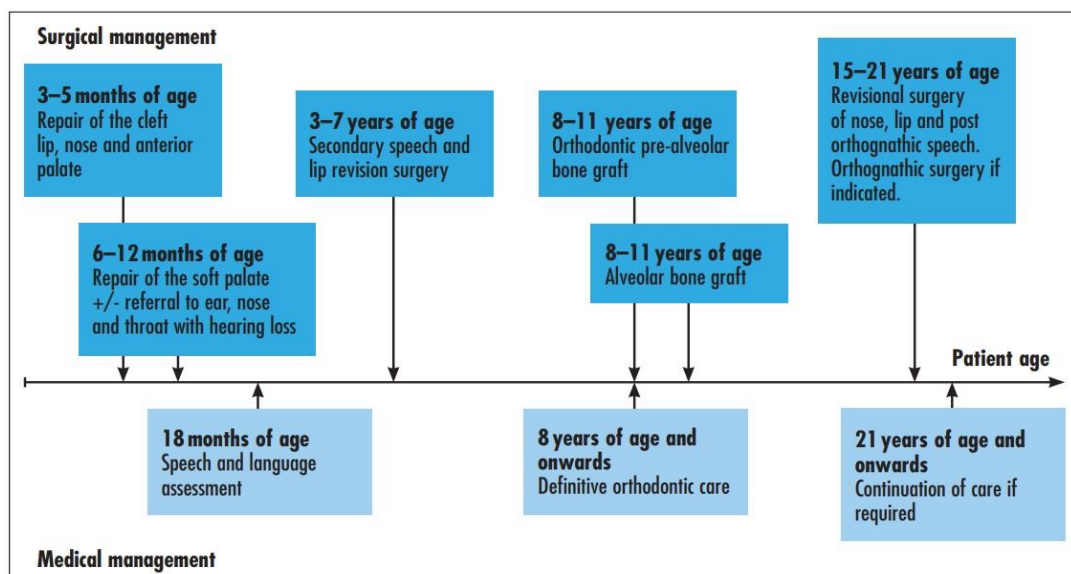 Surgical management
3–5 months of age
Repair of the cleft
lip, nose and anterior
palate
6–12 months of age
Repair of the soft palate
+/- referral to ear, nose
and throat with hearing loss
3–7 years of age
Secondary speech and
lip revision surgery
8–11 years of age
Orthodontic pre-alveolar
bone graft
8–11 years of age
Alveolar bone graft
15–21 years of age
Revisional surgery
of nose, lip and post
orthognathic speech.
Orthognathic surgery if
indicated.
Patient age
18 months of age
Speech and language
assessment
8 years of age and
onwards
Definitive orthodontic care
21 years of age and
onwards
Continuation of care if
required
Medical management